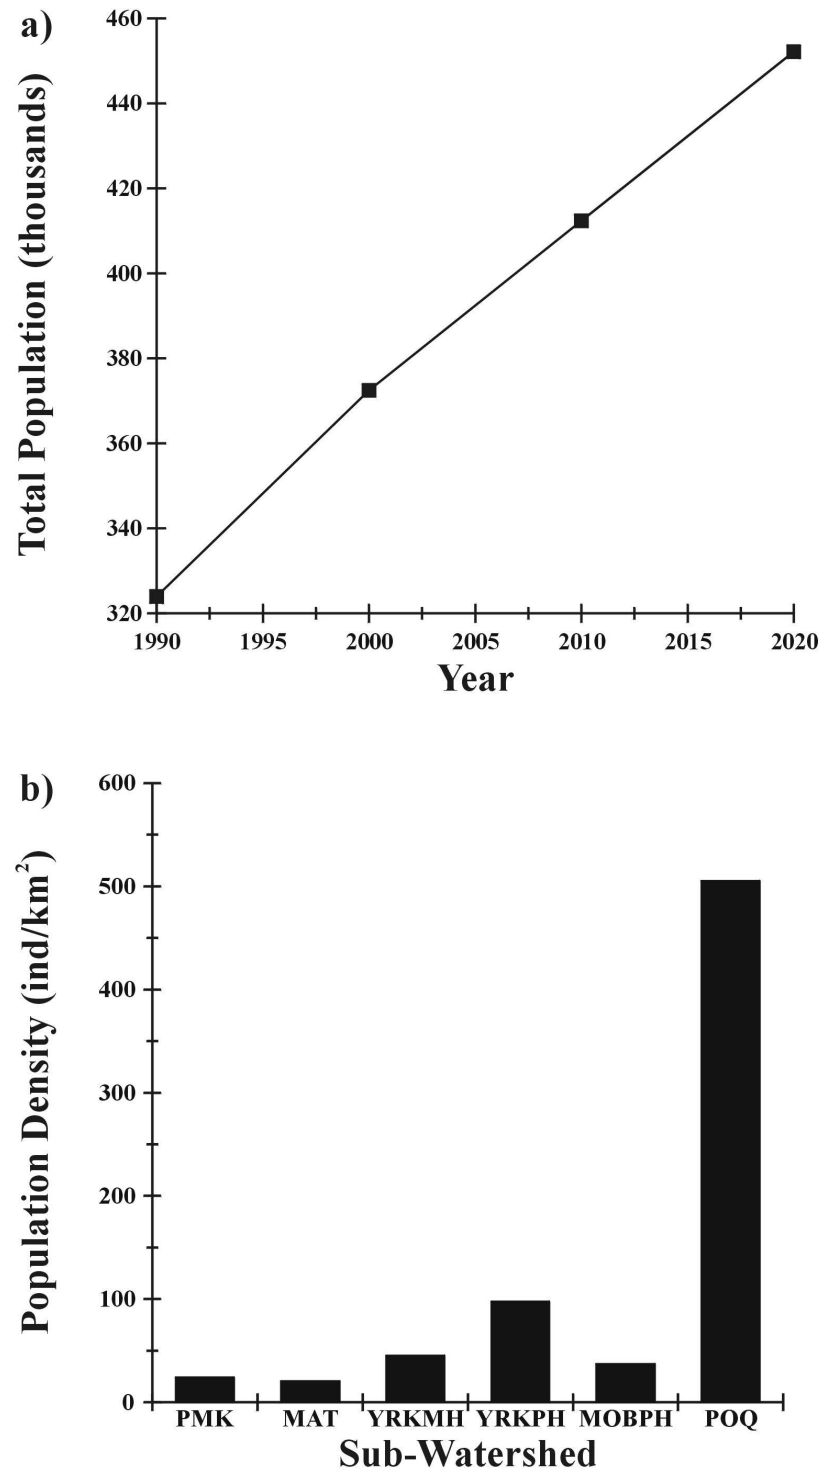 a)
Total Population (thousands)
460
440
420
400
380
360
340
320
1990 1995 2000 2005 2010 2015 2020
Year
b)
Population Density (ind/km²)
600
500
400
300
200
100
0
PMK MAT YRKMH YRKPH MOBPH POQ
Sub-Watershed